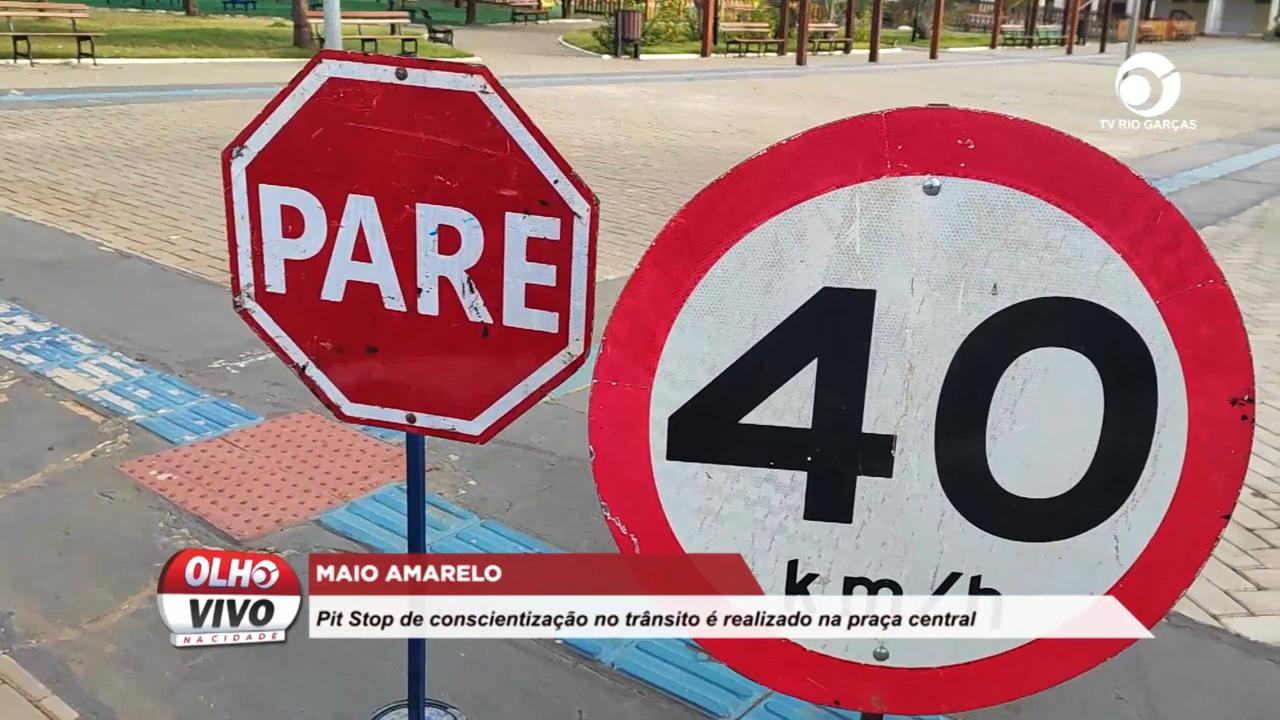 TV RIO GARÇAS
PARE
40
km/h
OLHO
VIVO
NA CIDADE
MAIO AMARELO
Pit Stop de conscientização no trânsito é realizado na praça central